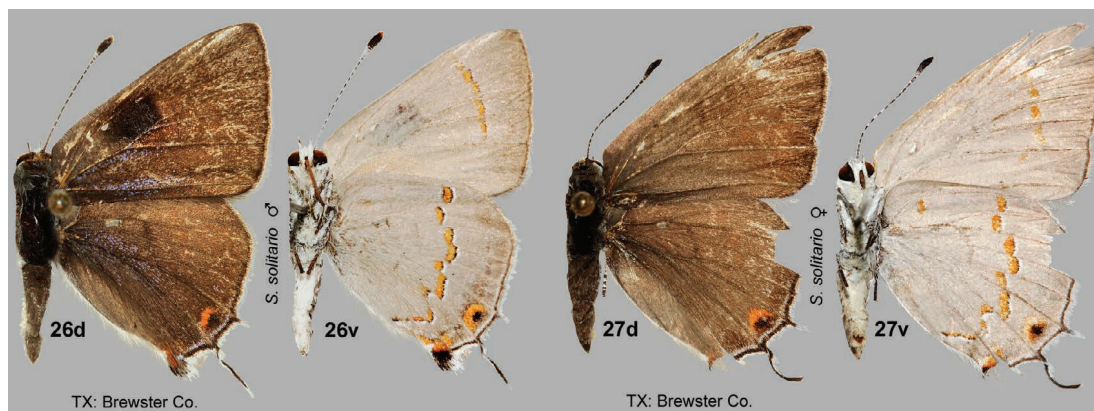 26d
S. solitario ♂
26v
27d
S. solitario ♀
27v
TX: Brewster Co.
TX: Brewster Co.